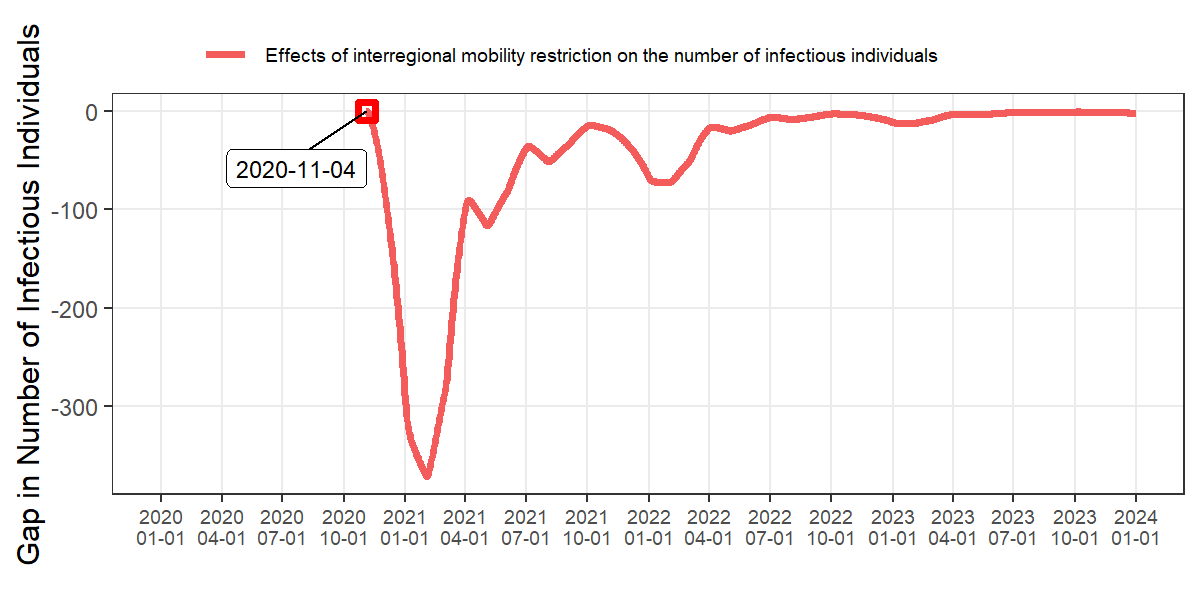 Effects of interregional mobility restriction on the number of infectious individuals
Gap in Number of Infectious Individuals
0
-100
-200
-300
2020-11-04
2020 2020 2020 2020 2021 2021 2021 2021 2022 2022 2022 2022 2023 2023 2023 2023 2024
01-01 04-01 07-01 10-01 01-01 04-01 07-01 10-01 01-01 04-01 07-01 10-01 01-01 04-01 07-01 10-01 01-01